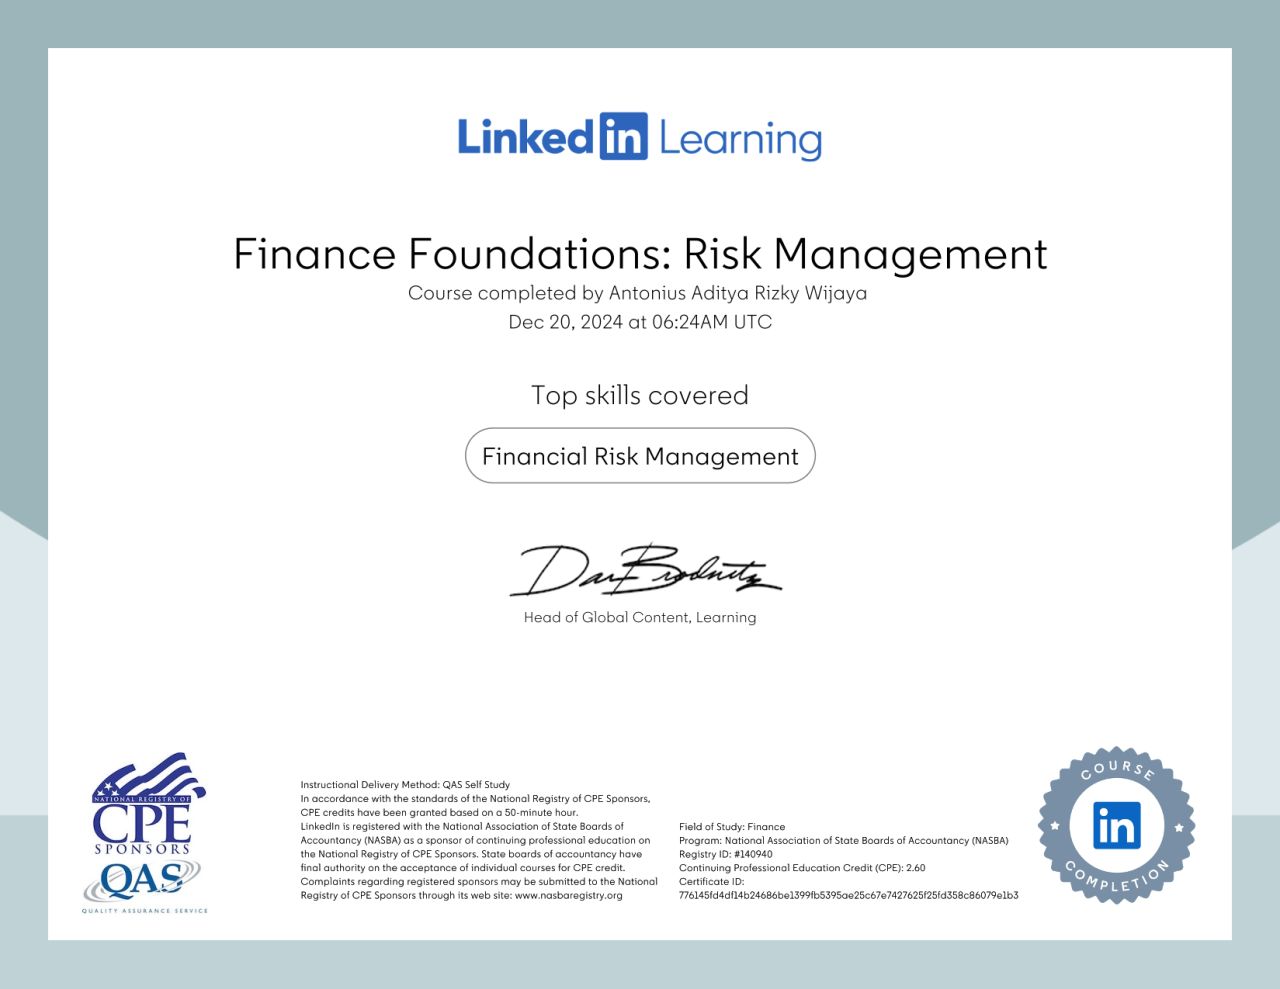 LinkedIn Learning
Finance Foundations: Risk Management
Course completed by Antonius Aditya Rizky Wijaya
Dec 20, 2024 at 06:24AM UTC
Top skills covered
Financial Risk Management
Dan Brodnitz
Head of Global Content, Learning
NATIONAL REGISTRY OF
CPE
SPONSORS
QAS
QUALITY ASSURANCE SERVICE
Instructional Delivery Method: QAS Self Study
In accordance with the standards of the National Registry of CPE Sponsors,
CPE credits have been granted based on a 50-minute hour.
LinkedIn is registered with the National Association of State Boards of
Accountancy (NASBA) as a sponsor of continuing professional education on
the National Registry of CPE Sponsors. State boards of accountancy have
final authority on the acceptance of individual courses for CPE credit.
Complaints regarding registered sponsors may be submitted to the National
Registry of CPE Sponsors through its web site: www.nasbaregistry.org
Field of Study: Finance
Program: National Association of State Boards of Accountancy (NASBA)
Registry ID: #140940
Continuing Professional Education Credit (CPE): 2.60
Certificate ID:
776145fd4df14b24686be1399fb5395ae25c67e7427625f25fd358c86079e1b3
COURSE
in
COMPLETION